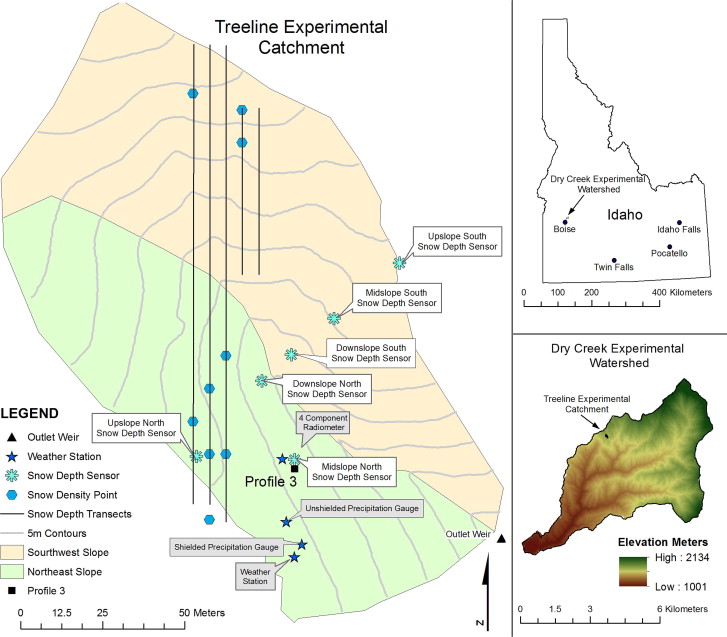 Treeline Experimental
Catchment
Upslope South
Snow Depth Sensor
Midslope South
Snow Depth Sensor
Downslope South
Snow Depth Sensor
Downslope North
Snow Depth Sensor
Upslope North
Snow Depth Sensor
4 Component
Radiometer
Midslope North
Snow Depth Sensor
Profile 3
Unshielded Precipitation Gauge
Shielded Precipitation Gauge
Weather
Station
Outlet Weir
LEGEND
Outlet Weir
Weather Station
Snow Depth Sensor
Snow Density Point
Snow Depth Transects
5m Contours
Sourthwest Slope
Northeast Slope
Profile 3
0 12.5 25 50 Meters
N
Dry Creek Experimental
Watershed
Idaho
Boise
Idaho Falls
Pocatello
Twin Falls
0 100 200 400 Kilometers
Dry Creek Experimental
Watershed
Treeline Experimental
Catchment
Elevation Meters
High : 2134
Low : 1001
0 1.5 3 6 Kilometers